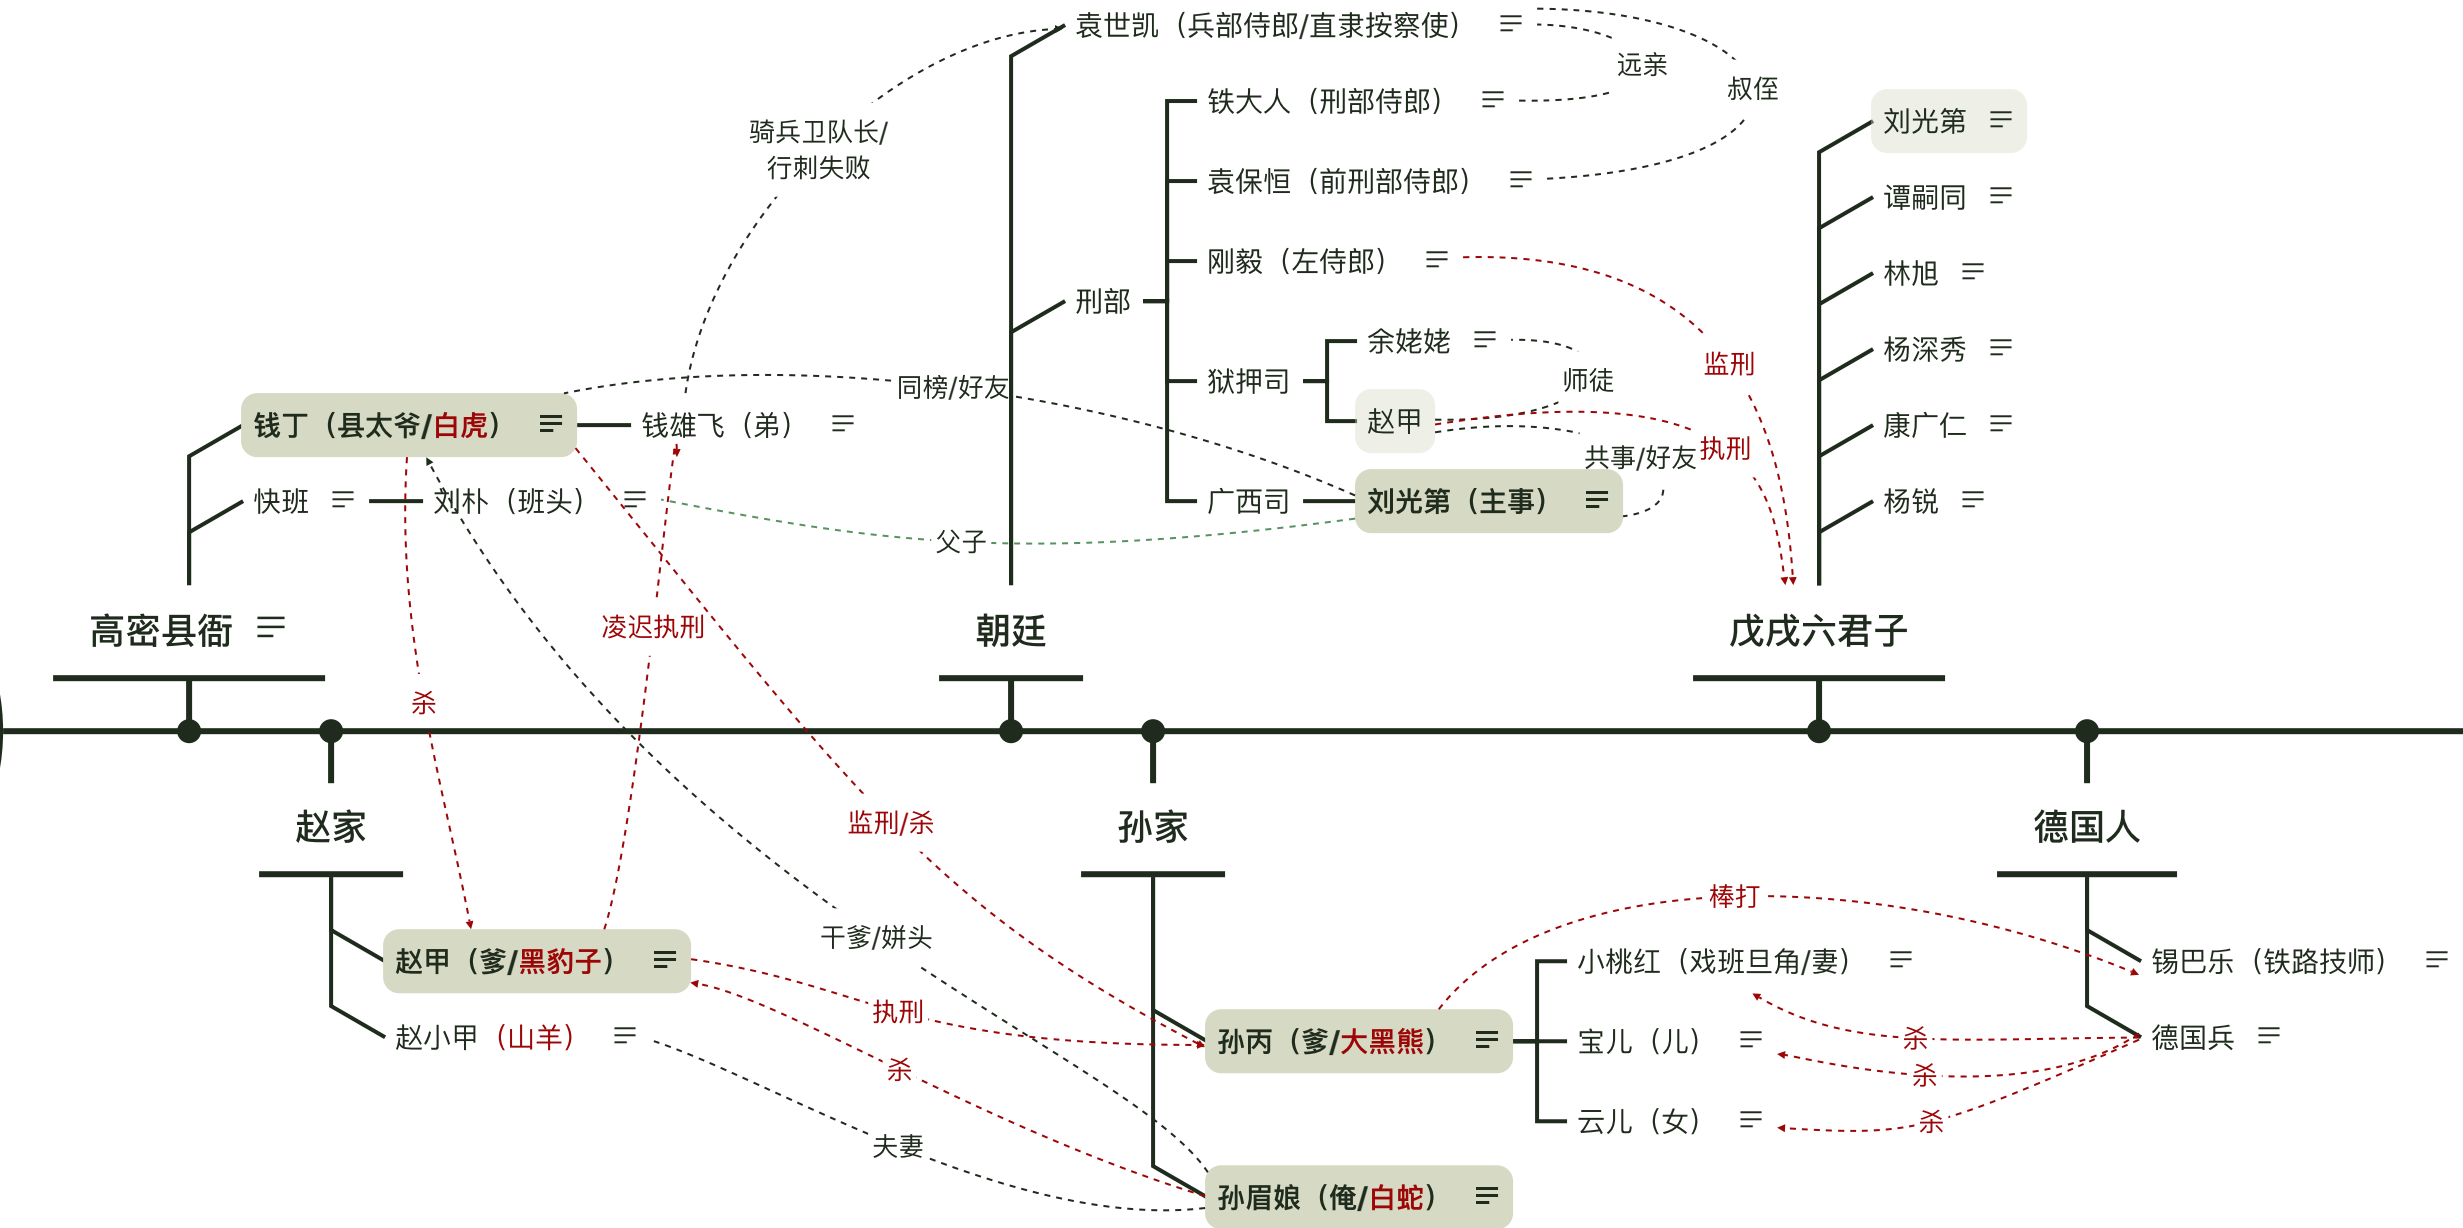 袁世凯（兵部侍郎/直隶按察使）
远亲
叔侄
铁大人（刑部侍郎）
骑兵卫队长/
行刺失败
袁保恒（前刑部侍郎）
刚毅（左侍郎）
刑部
余姥姥
狱押司
师徒
赵甲
监刑
执刑
共事/好友
同榜/好友
广西司
刘光第（主事）
刘光第
谭嗣同
林旭
杨深秀
康广仁
杨锐
钱丁（县太爷/白虎）
钱雄飞（弟）
快班
刘朴（班头）
父子
高密县衙
凌迟执刑
朝廷
戊戌六君子
杀
赵家
监刑/杀
孙家
德国人
赵甲（爹/黑豹子）
干爹/姘头
棒打
小桃红（戏班旦角/妻）
锡巴乐（铁路技师）
赵小甲（山羊）
执刑
孙丙（爹/大黑熊）
宝儿（儿）
杀
德国兵
杀
杀
云儿（女）
杀
夫妻
孙眉娘（俺/白蛇）